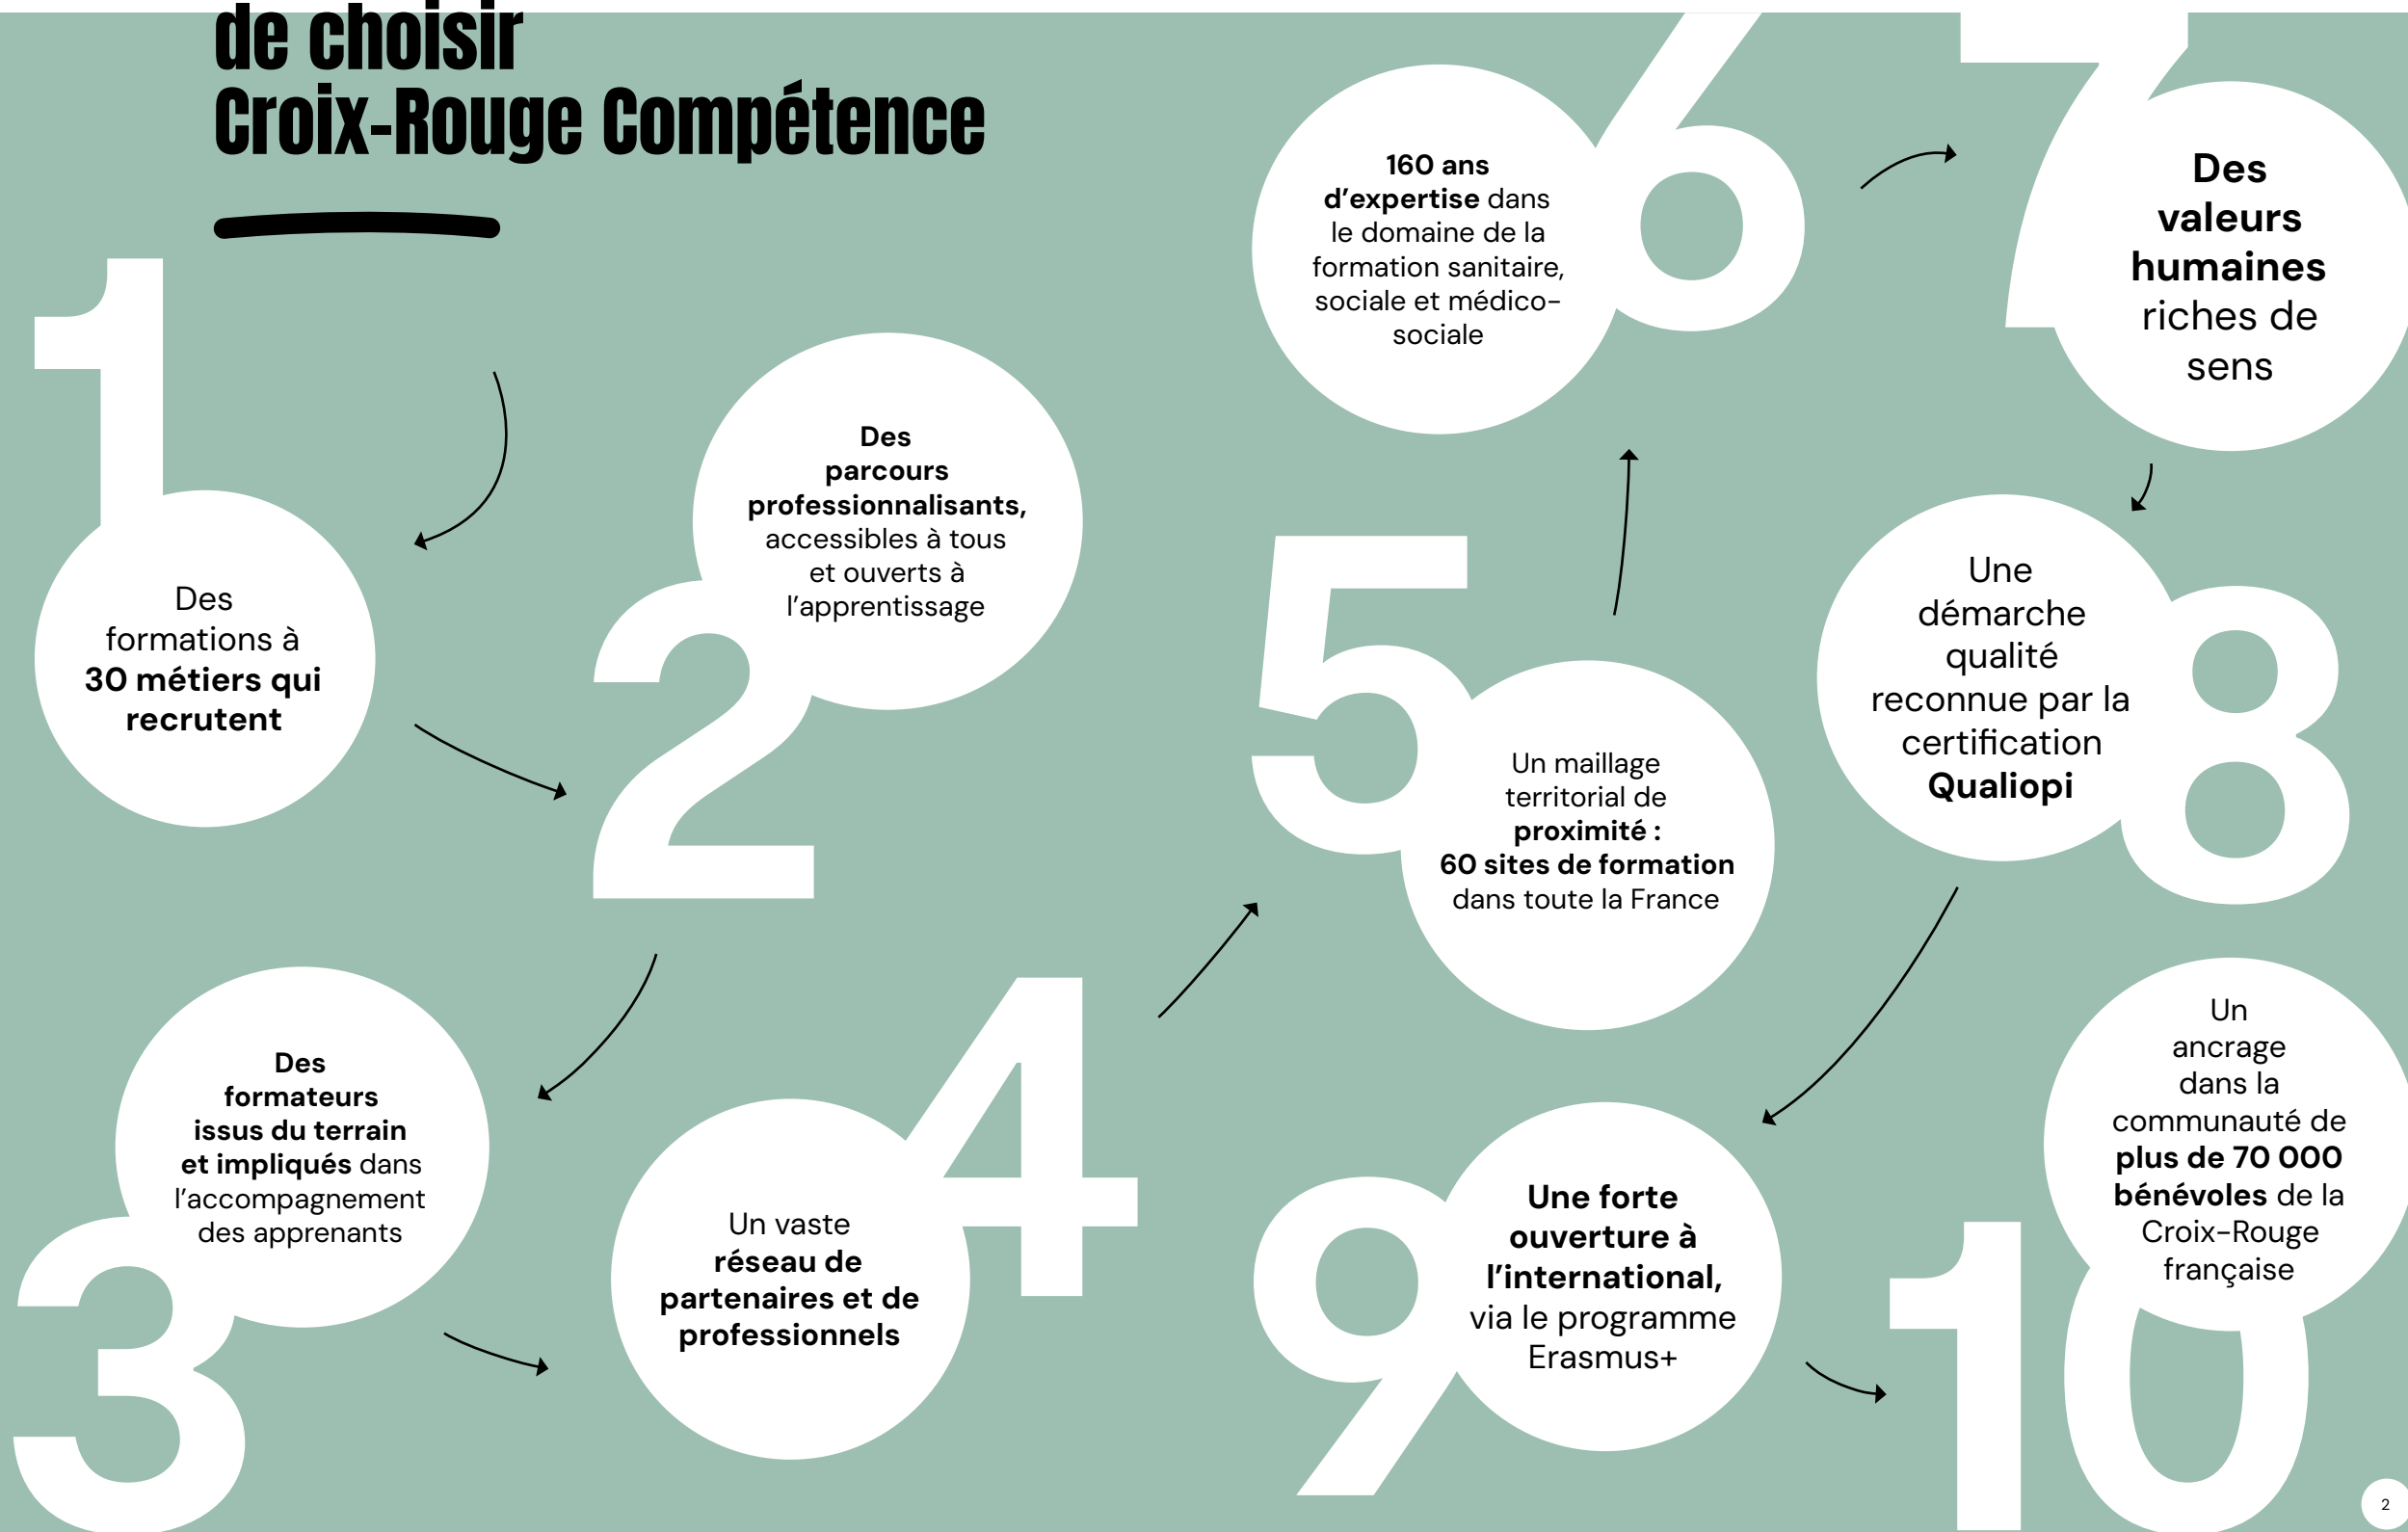 de choisir
Croix-Rouge Compétence
1
Des
formations à
30 métiers qui
recrutent
2
Des
parcours
professionnalisants,
accessibles à tous
et ouverts à
l’apprentissage
3
Des
formateurs
issus du terrain
et impliqués dans
l’accompagnement
des apprenants
4
Un vaste
réseau de
partenaires et de
professionnels
5
Un maillage
territorial de
proximité :
60 sites de formation
dans toute la France
6
160 ans
d’expertise dans
le domaine de la
formation sanitaire,
sociale et médico-
sociale
7
Des
valeurs
humaines
riches de
sens
8
Une
démarche
qualité
reconnue par la
certification
Qualiopi
9
Une forte
ouverture à
l’international,
via le programme
Erasmus+
10
Un
ancrage
dans la
communauté de
plus de 70 000
bénévoles de la
Croix-Rouge
française
2